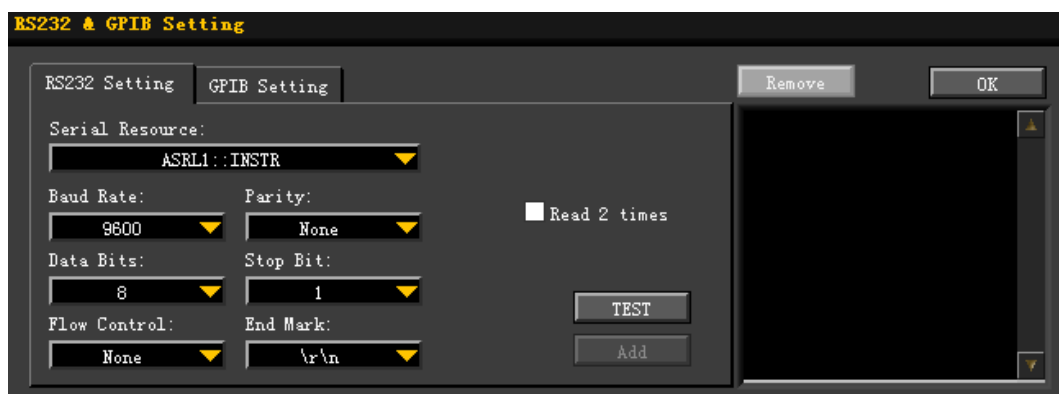 RS232 & GPIB Setting
RS232 Setting
GPIB Setting
Remove
OK
Serial Resource:
ASRL1::INSTR
Baud Rate:
Parity:
9600
None
Read 2 times
Data Bits:
Stop Bit:
8
1
TEST
Flow Control:
End Mark:
None
\r\n
Add